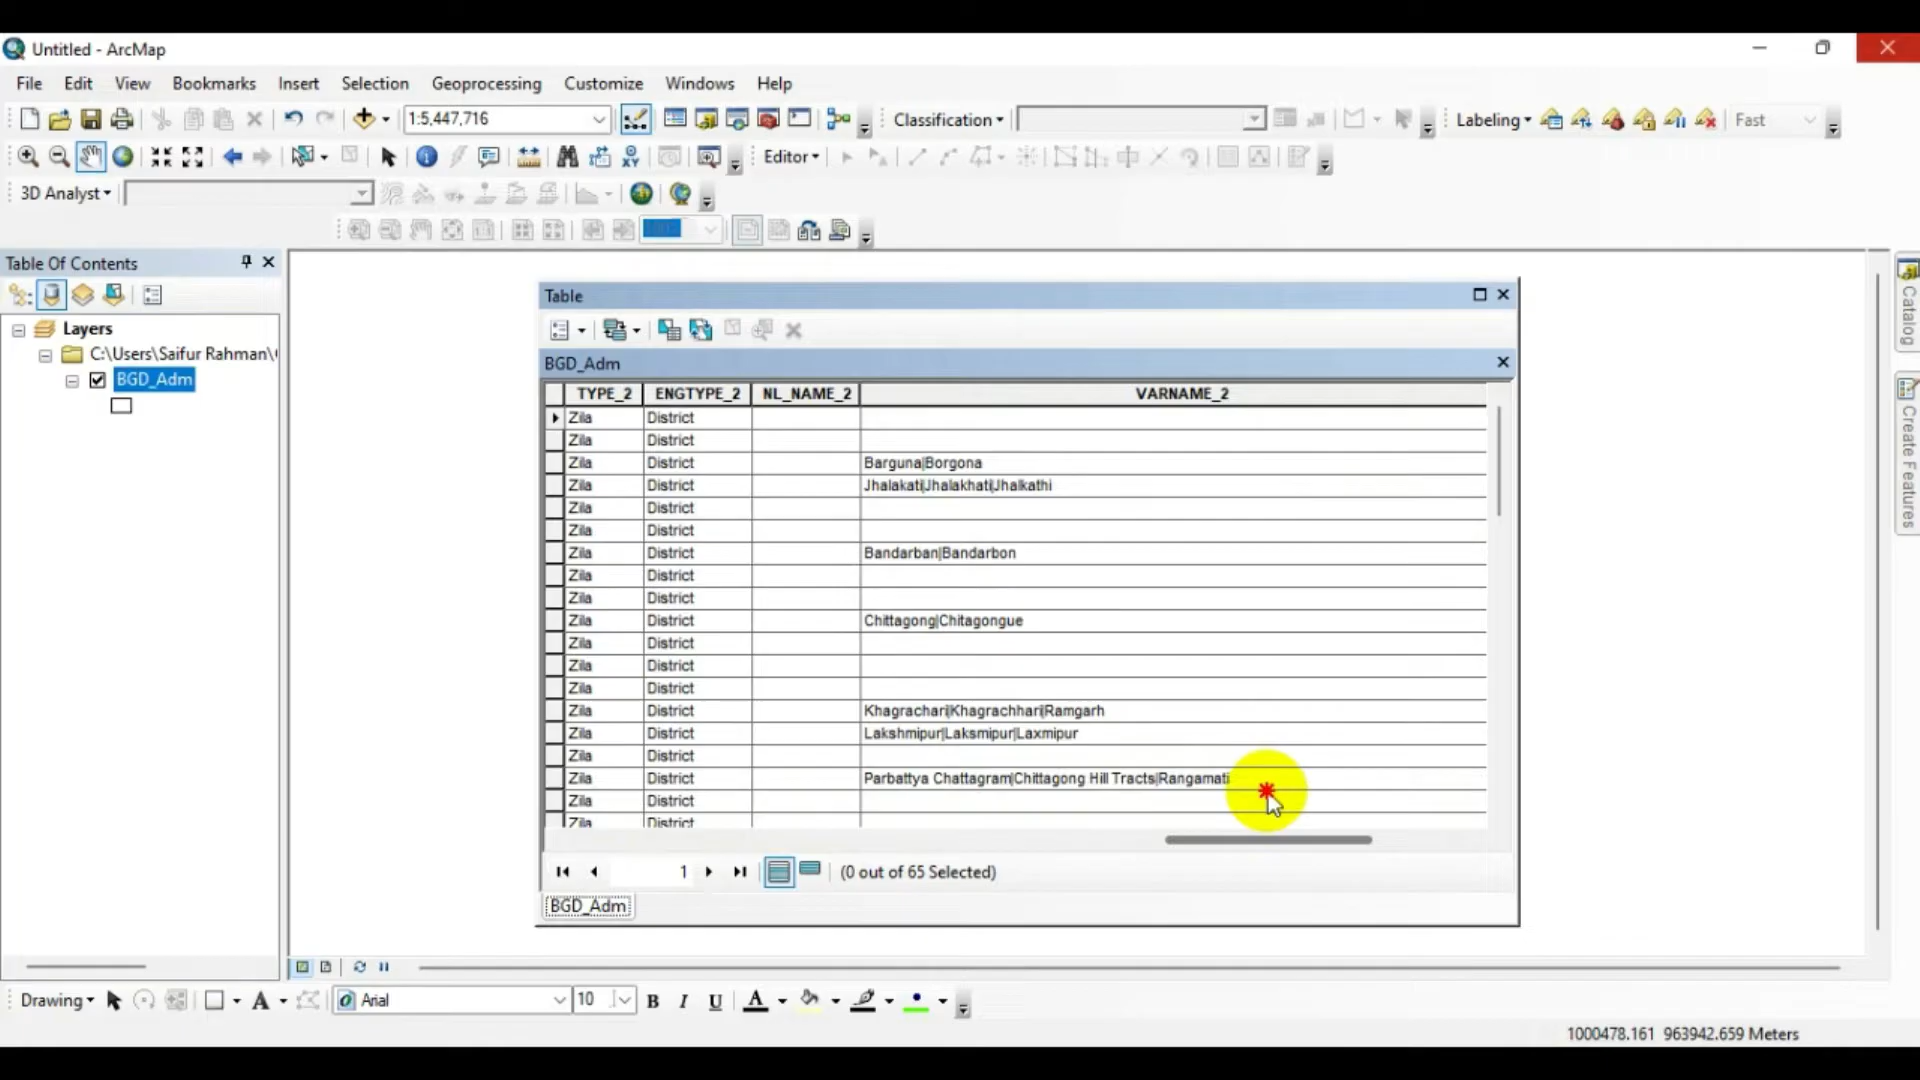 Untitled - ArcMap
File Edit View Bookmarks Insert Selection Geoprocessing Customize Windows Help
1:5,447,716 Classification Labeling Fast
Editor
3D Analyst
Table Of Contents
Layers
C:\Users\Saifur Rahman\
BGD_Adm
Table
BGD_Adm
TYPE_2 ENGTYPE_2 NL_NAME_2 VARNAME_2
Zila District
Zila District
Zila District Barguna|Borgona
Zila District Jhalakati|Jhalakhati|Jhalkathi
Zila District
Zila District
Zila District Bandarban|Bandarbon
Zila District
Zila District
Zila District Chittagong|Chitagongue
Zila District
Zila District
Zila District
Zila District Khagrachari|Khagrachhari|Ramgarh
Zila District Lakshmipur|Laksmipur|Laxmipur
Zila District
Zila District Parbattya Chattagram|Chittagong Hill Tracts|Rangamati
Zila District
Zila District
1 (0 out of 65 Selected)
BGD_Adm
Catalog
Create Features
Drawing A Arial 10 B I U A
1000478.161 963942.659 Meters